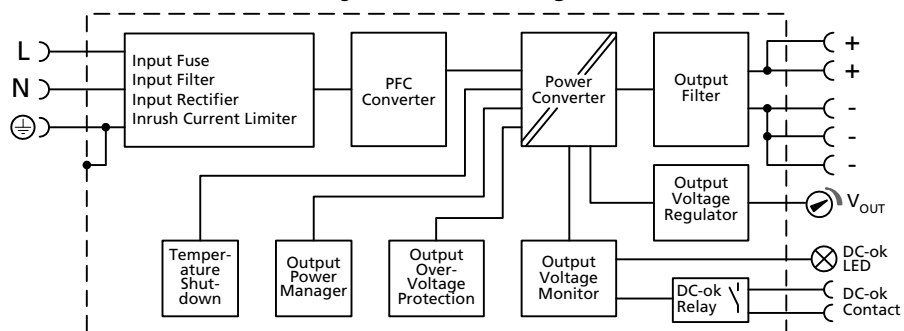 L
N
Input Fuse
Input Filter
Input Rectifier
Inrush Current Limiter
PFC
Converter
Power
Converter
Output
Filter
+
+
-
-
-
Output
Voltage
Regulator
VOUT
Temper-
ature
Shut-
down
Output
Power
Manager
Output
Over-
Voltage
Protection
Output
Voltage
Monitor
DC-ok
LED
DC-ok
Relay
DC-ok
Contact